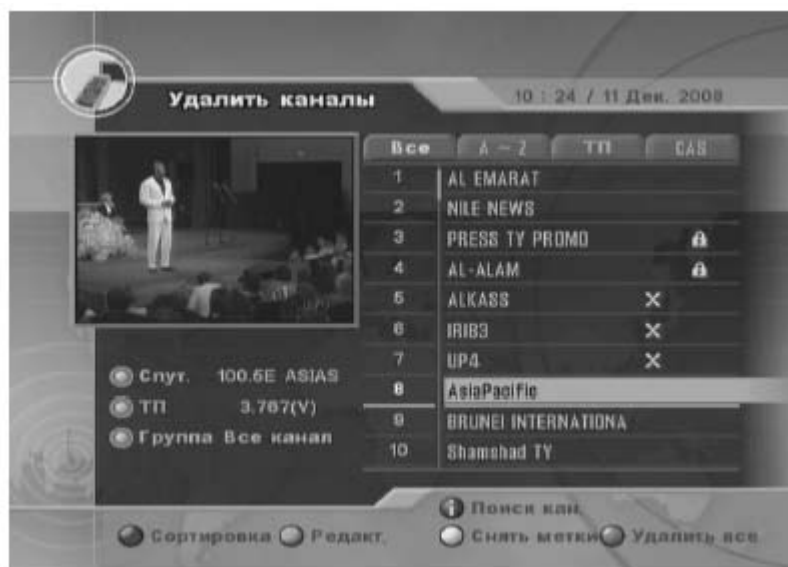 Удалить каналы
10 : 24 / 11 Дек. 2008
Все A – Z ТП CAS
1 AL EMARAT
2 NILE NEWS
3 PRESS TY PROMO
4 AL-ALAM
5 ALKASS
6 IRIB3
7 UP4
8 AsiaPacific
9 BRUNEI INTERNATIONA
10 Shamshad TY
Спут. 100.5E ASIAS
ТП 3.767(V)
Группа Все канал
Поиск кан.
Сортировка Редакт. Снять метки Удалить все